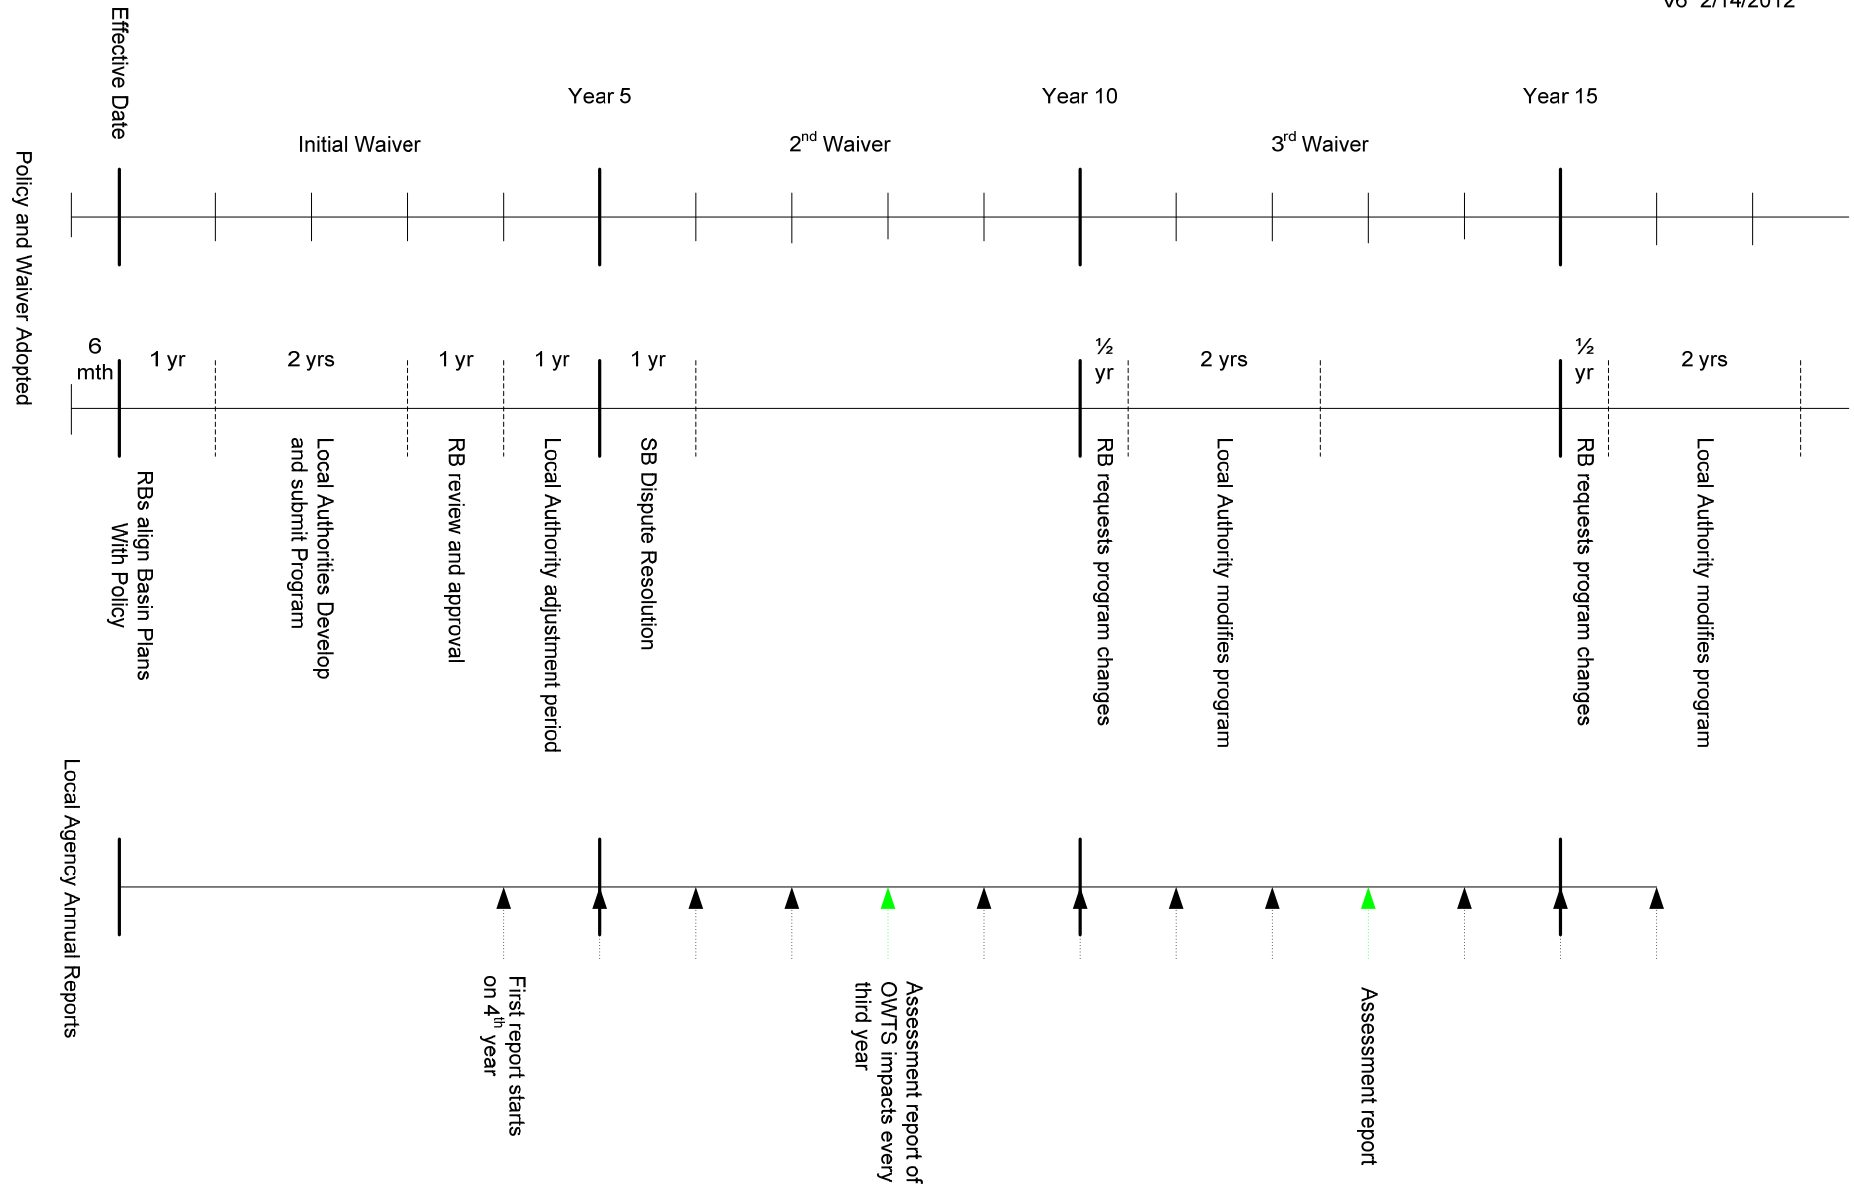 v6 2/14/2012
Effective Date
Policy and Waiver Adopted
Year 5
Year 10
Year 15
Initial Waiver
2nd Waiver
3rd Waiver
6
mth
1 yr
2 yrs
1 yr
1 yr
1 yr
½
yr
2 yrs
½
yr
2 yrs
RBs align Basin Plans
With Policy
Local Authorities Develop
and submit Program
RB review and approval
Local Authority adjustment period
SB Dispute Resolution
RB requests program changes
Local Authority modifies program
RB requests program changes
Local Authority modifies program
Local Agency Annual Reports
First report starts
on 4th year
Assessment report of
OWTS impacts every
third year
Assessment report